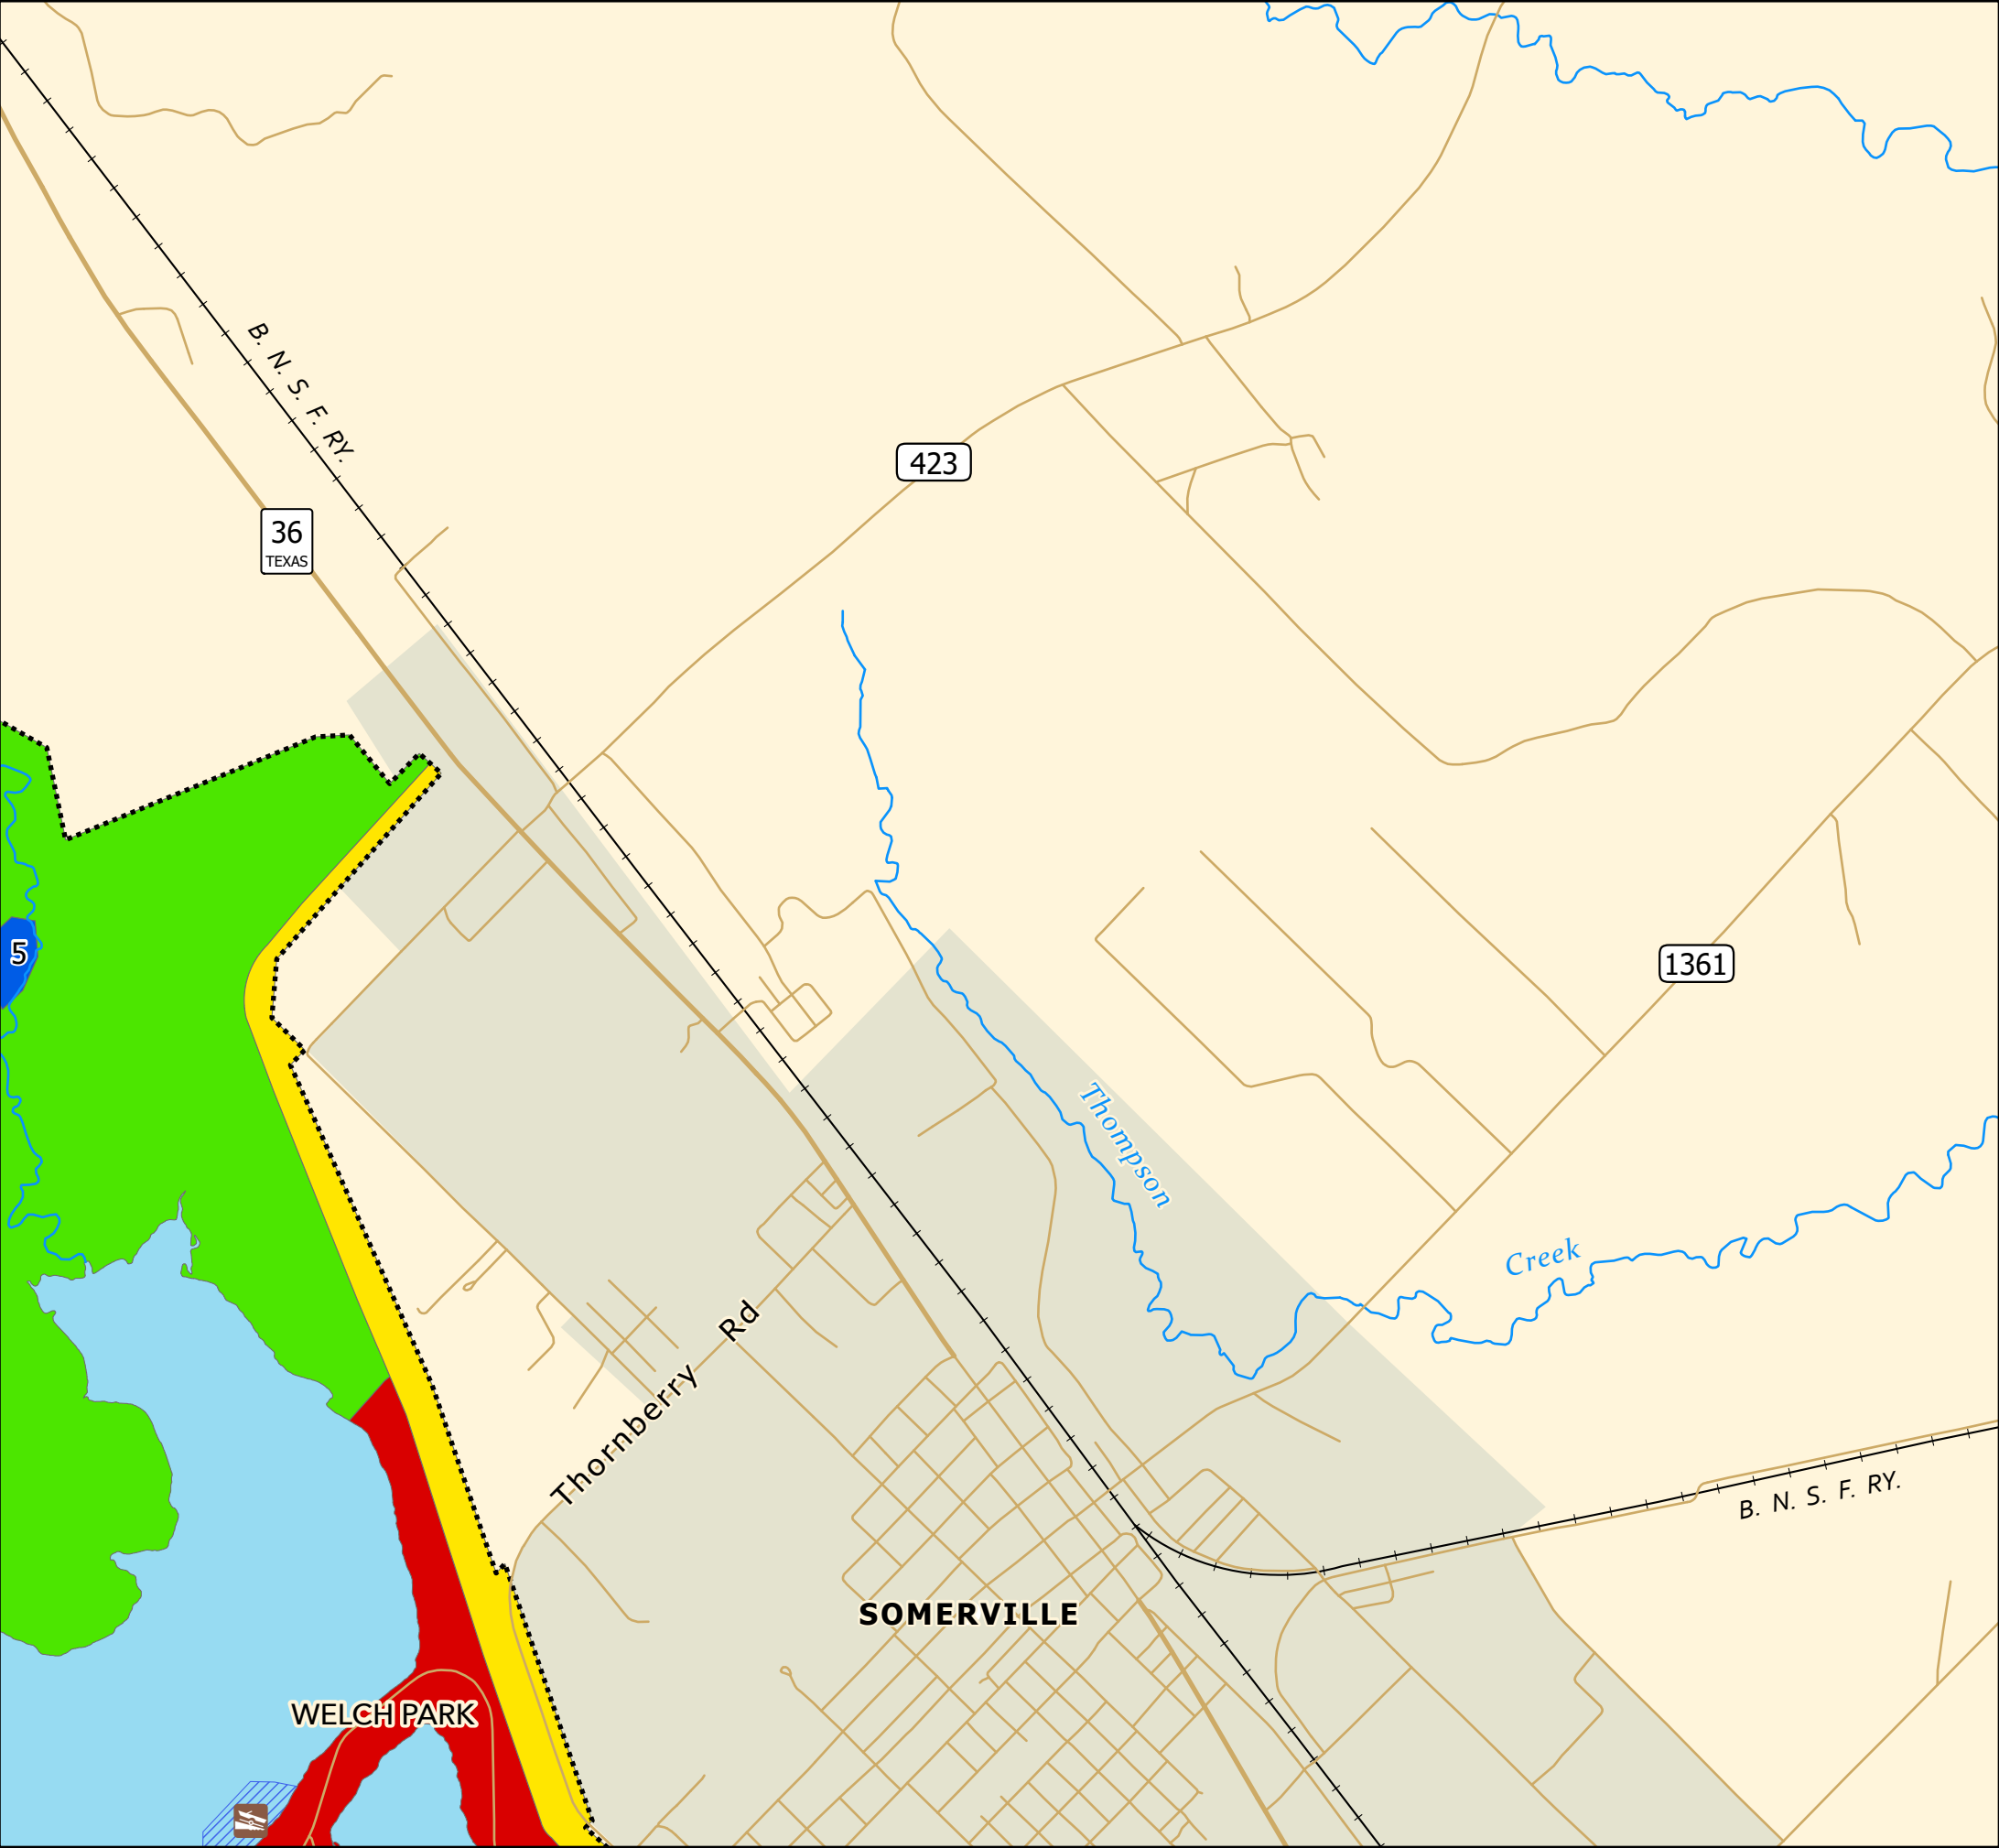 B. N. S. F. RY.
423
36
TEXAS
5
1361
Thompson
Creek
Thornberry Rd
B. N. S. F. RY.
SOMERVILLE
WELCH PARK